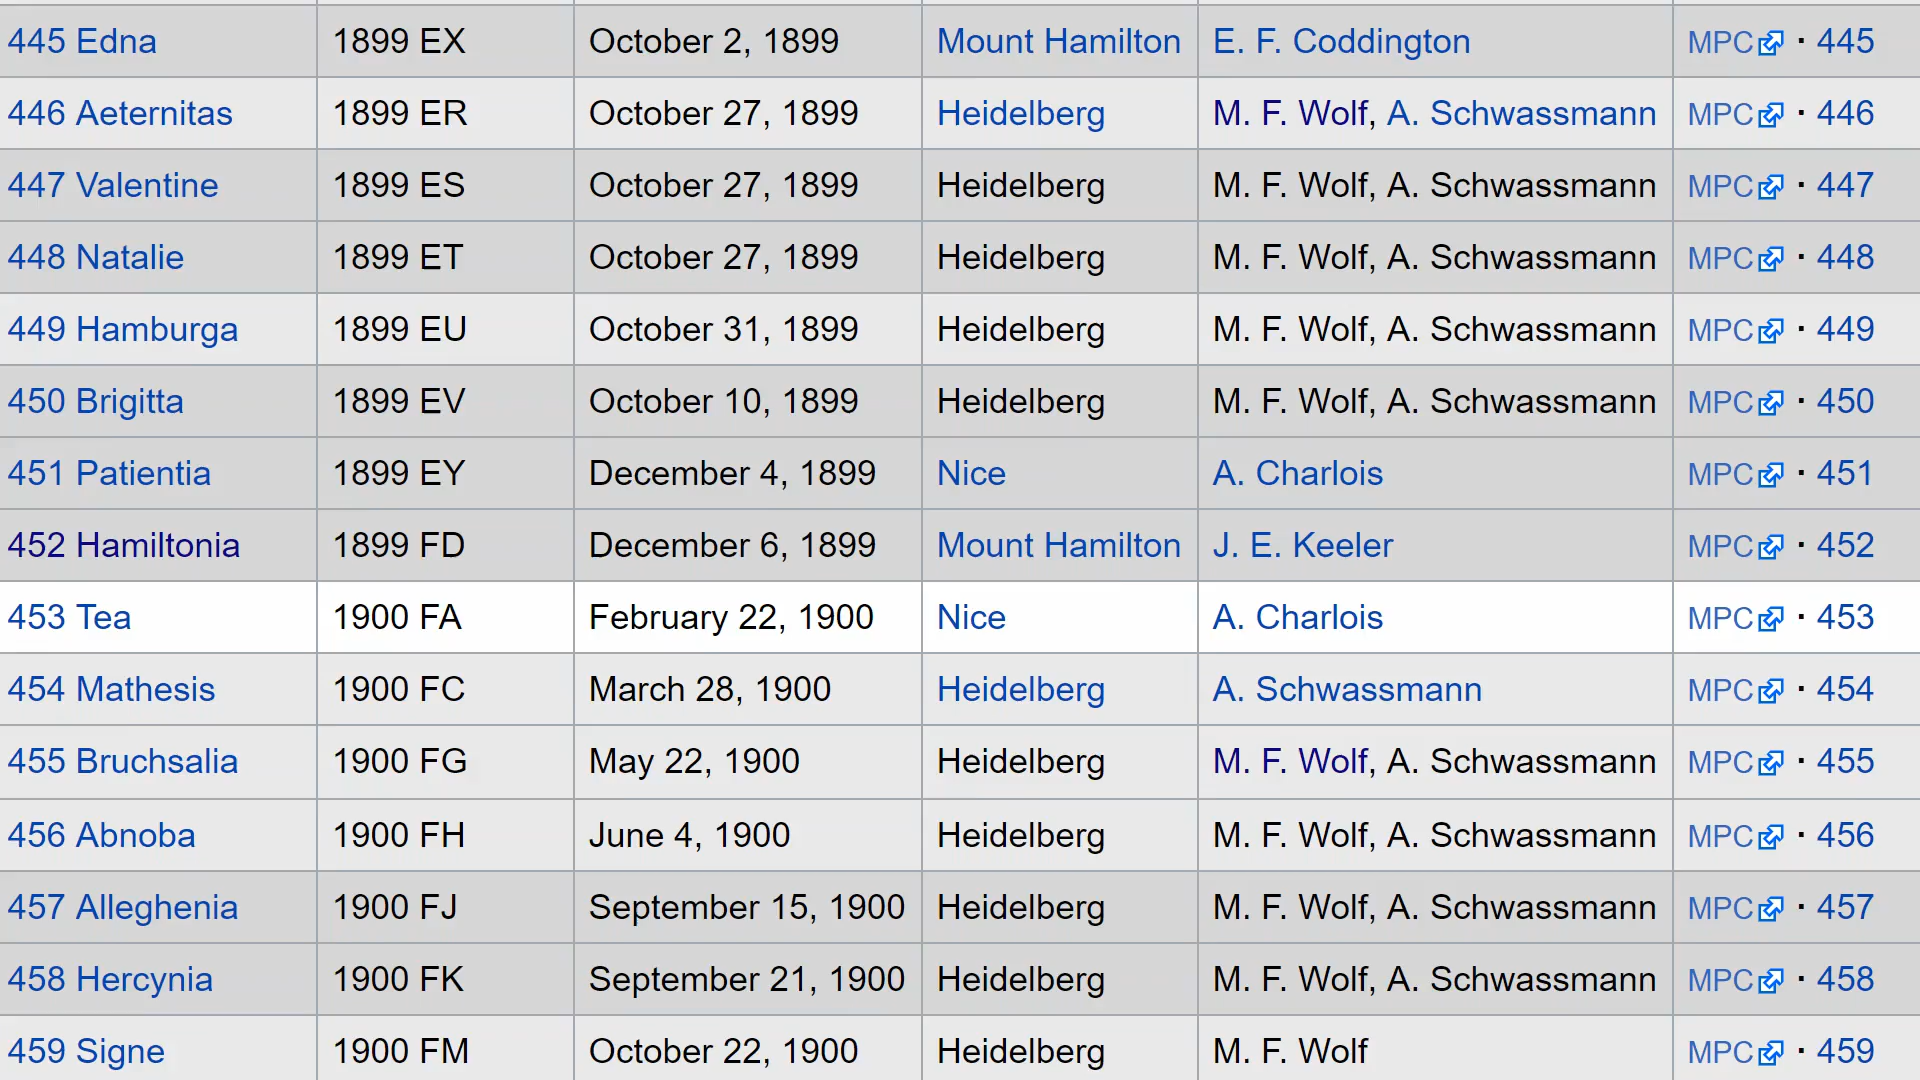 445 Edna 1899 EX October 2, 1899 Mount Hamilton E. F. Coddington MPC · 445
446 Aeternitas 1899 ER October 27, 1899 Heidelberg M. F. Wolf, A. Schwassmann MPC · 446
447 Valentine 1899 ES October 27, 1899 Heidelberg M. F. Wolf, A. Schwassmann MPC · 447
448 Natalie 1899 ET October 27, 1899 Heidelberg M. F. Wolf, A. Schwassmann MPC · 448
449 Hamburga 1899 EU October 31, 1899 Heidelberg M. F. Wolf, A. Schwassmann MPC · 449
450 Brigitta 1899 EV October 10, 1899 Heidelberg M. F. Wolf, A. Schwassmann MPC · 450
451 Patientia 1899 EY December 4, 1899 Nice A. Charlois MPC · 451
452 Hamiltonia 1899 FD December 6, 1899 Mount Hamilton J. E. Keeler MPC · 452
453 Tea 1900 FA February 22, 1900 Nice A. Charlois MPC · 453
454 Mathesis 1900 FC March 28, 1900 Heidelberg A. Schwassmann MPC · 454
455 Bruchsalia 1900 FG May 22, 1900 Heidelberg M. F. Wolf, A. Schwassmann MPC · 455
456 Abnoba 1900 FH June 4, 1900 Heidelberg M. F. Wolf, A. Schwassmann MPC · 456
457 Alleghenia 1900 FJ September 15, 1900 Heidelberg M. F. Wolf, A. Schwassmann MPC · 457
458 Hercynia 1900 FK September 21, 1900 Heidelberg M. F. Wolf, A. Schwassmann MPC · 458
459 Signe 1900 FM October 22, 1900 Heidelberg M. F. Wolf MPC · 459